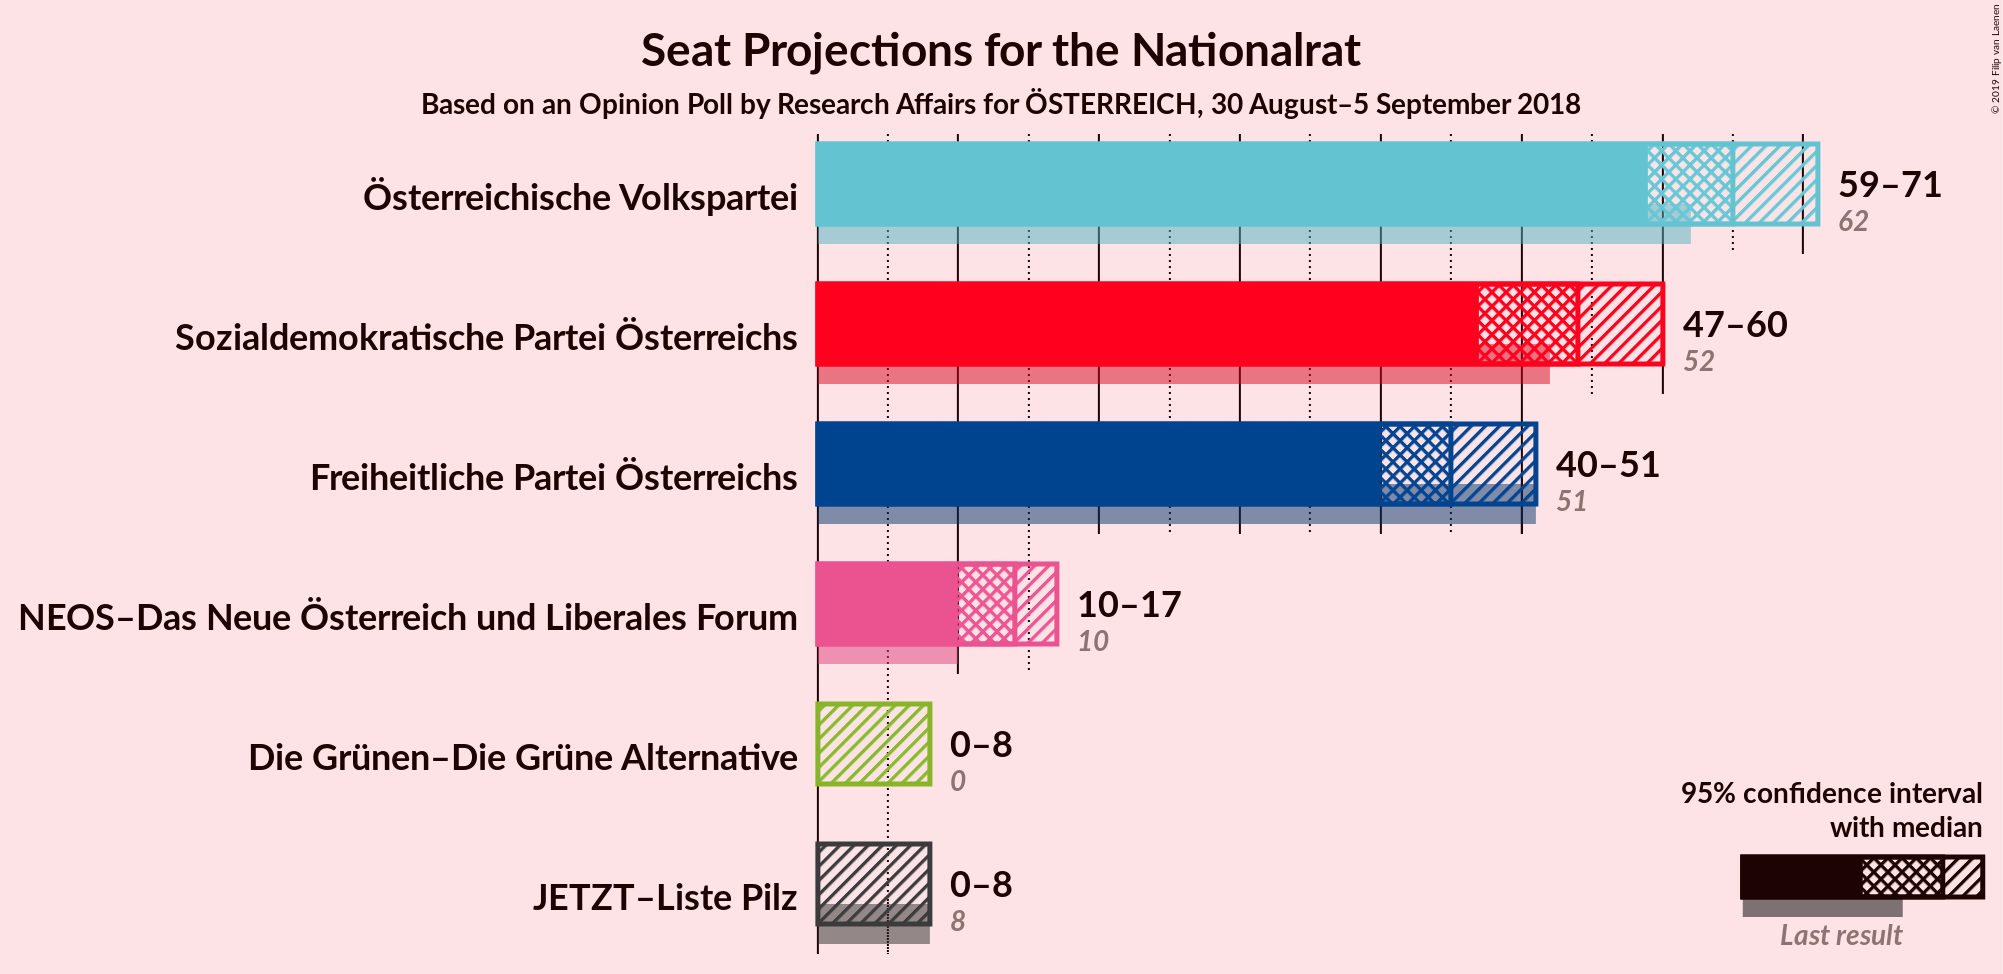 Seat Projections for the Nationalrat
Based on an Opinion Poll by Research Affairs for ÖSTERREICH, 30 August–5 September 2018
© 2019 Filip van Laenen
Österreichische Volkspartei
59–71
62
Sozialdemokratische Partei Österreichs
47–60
52
Freiheitliche Partei Österreichs
40–51
51
NEOS–Das Neue Österreich und Liberales Forum
10–17
10
Die Grünen–Die Grüne Alternative
0–8
0
JETZT–Liste Pilz
0–8
8
95% confidence interval
with median
Last result